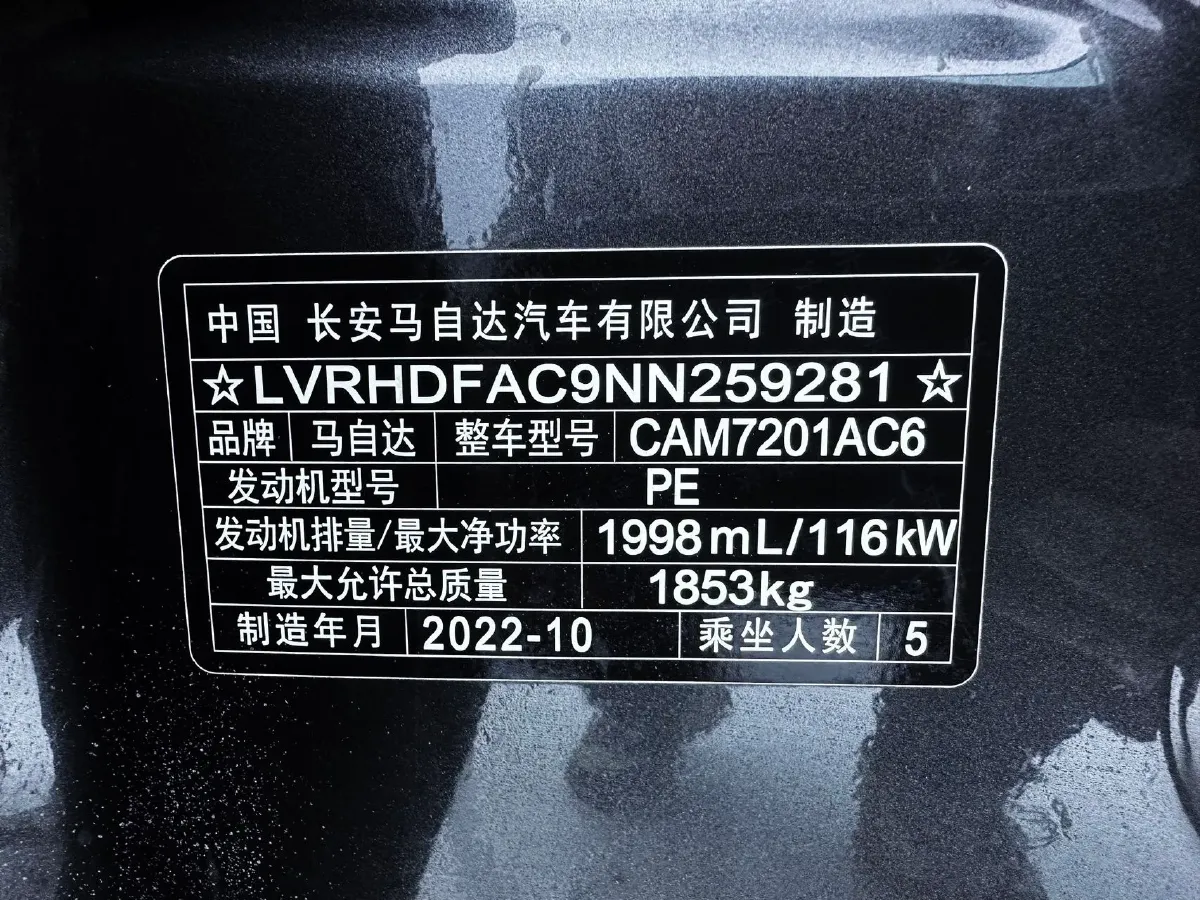 中国 长安马自达汽车有限公司 制造
☆LVRHDFAC9NN259281☆
品牌 马自达 整车型号 CAM7201AC6
发动机型号 PE
发动机排量/最大净功率 1998mL/116kW
最大允许总质量 1853kg
制造年月 2022-10 乘坐人数 5